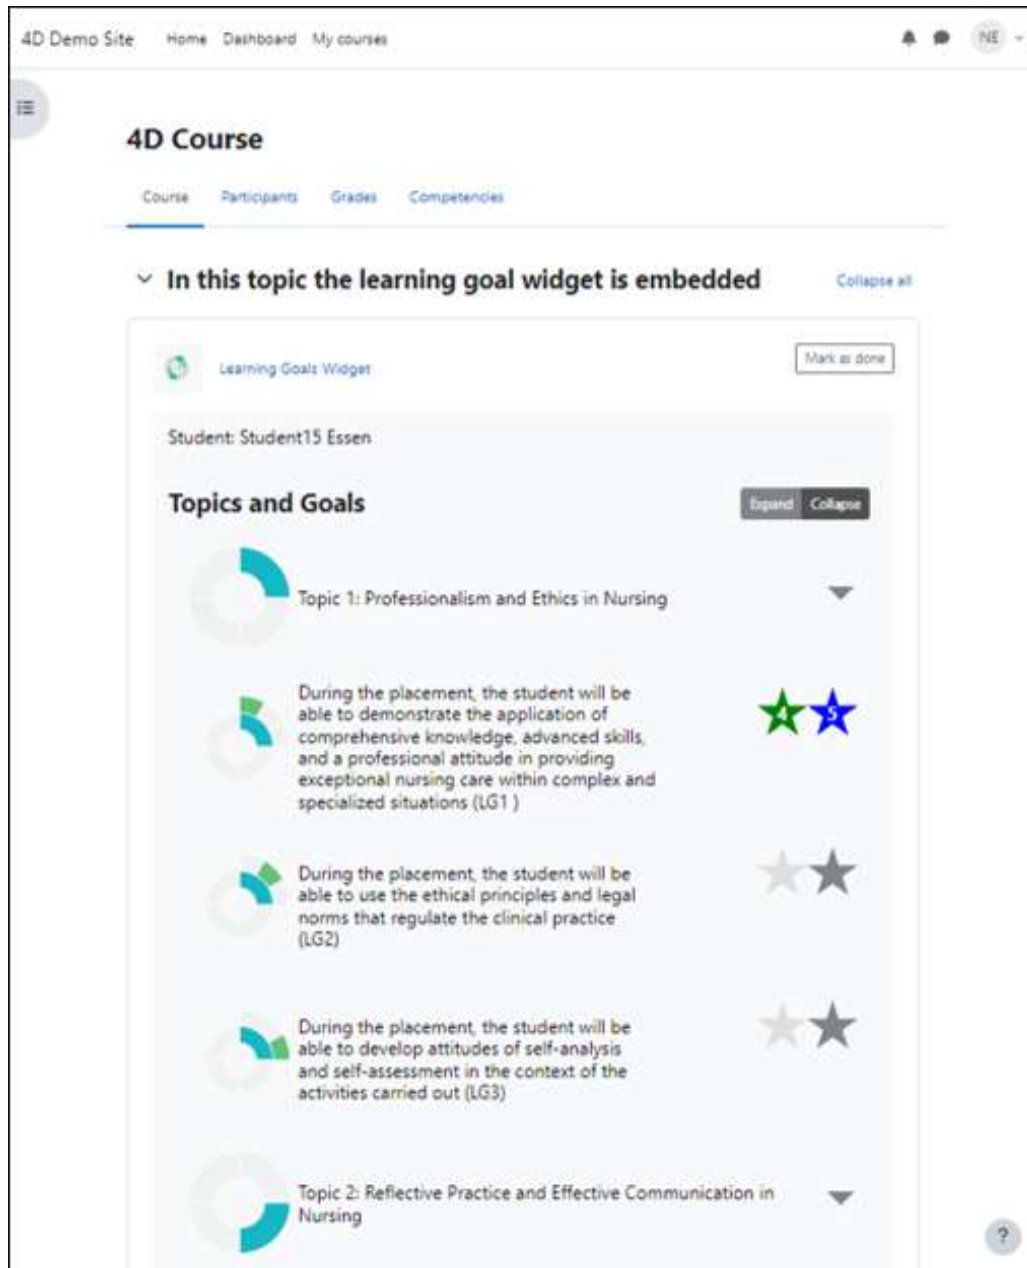 4D Demo Site Home Dashboard My courses NE
4D Course
Course Participants Grades Competencies
In this topic the learning goal widget is embedded Collapse all
Learning Goals Widget Mark as done
Student: Student15 Essen
Topics and Goals Expand Collapse
Topic 1: Professionalism and Ethics in Nursing
During the placement, the student will be
able to demonstrate the application of
comprehensive knowledge, advanced skills,
and a professional attitude in providing
exceptional nursing care within complex and
specialized situations (LG1 )
4 5
During the placement, the student will be
able to use the ethical principles and legal
norms that regulate the clinical practice
(LG2)
During the placement, the student will be
able to develop attitudes of self-analysis
and self-assessment in the context of the
activities carried out (LG3)
Topic 2: Reflective Practice and Effective Communication in
Nursing
?